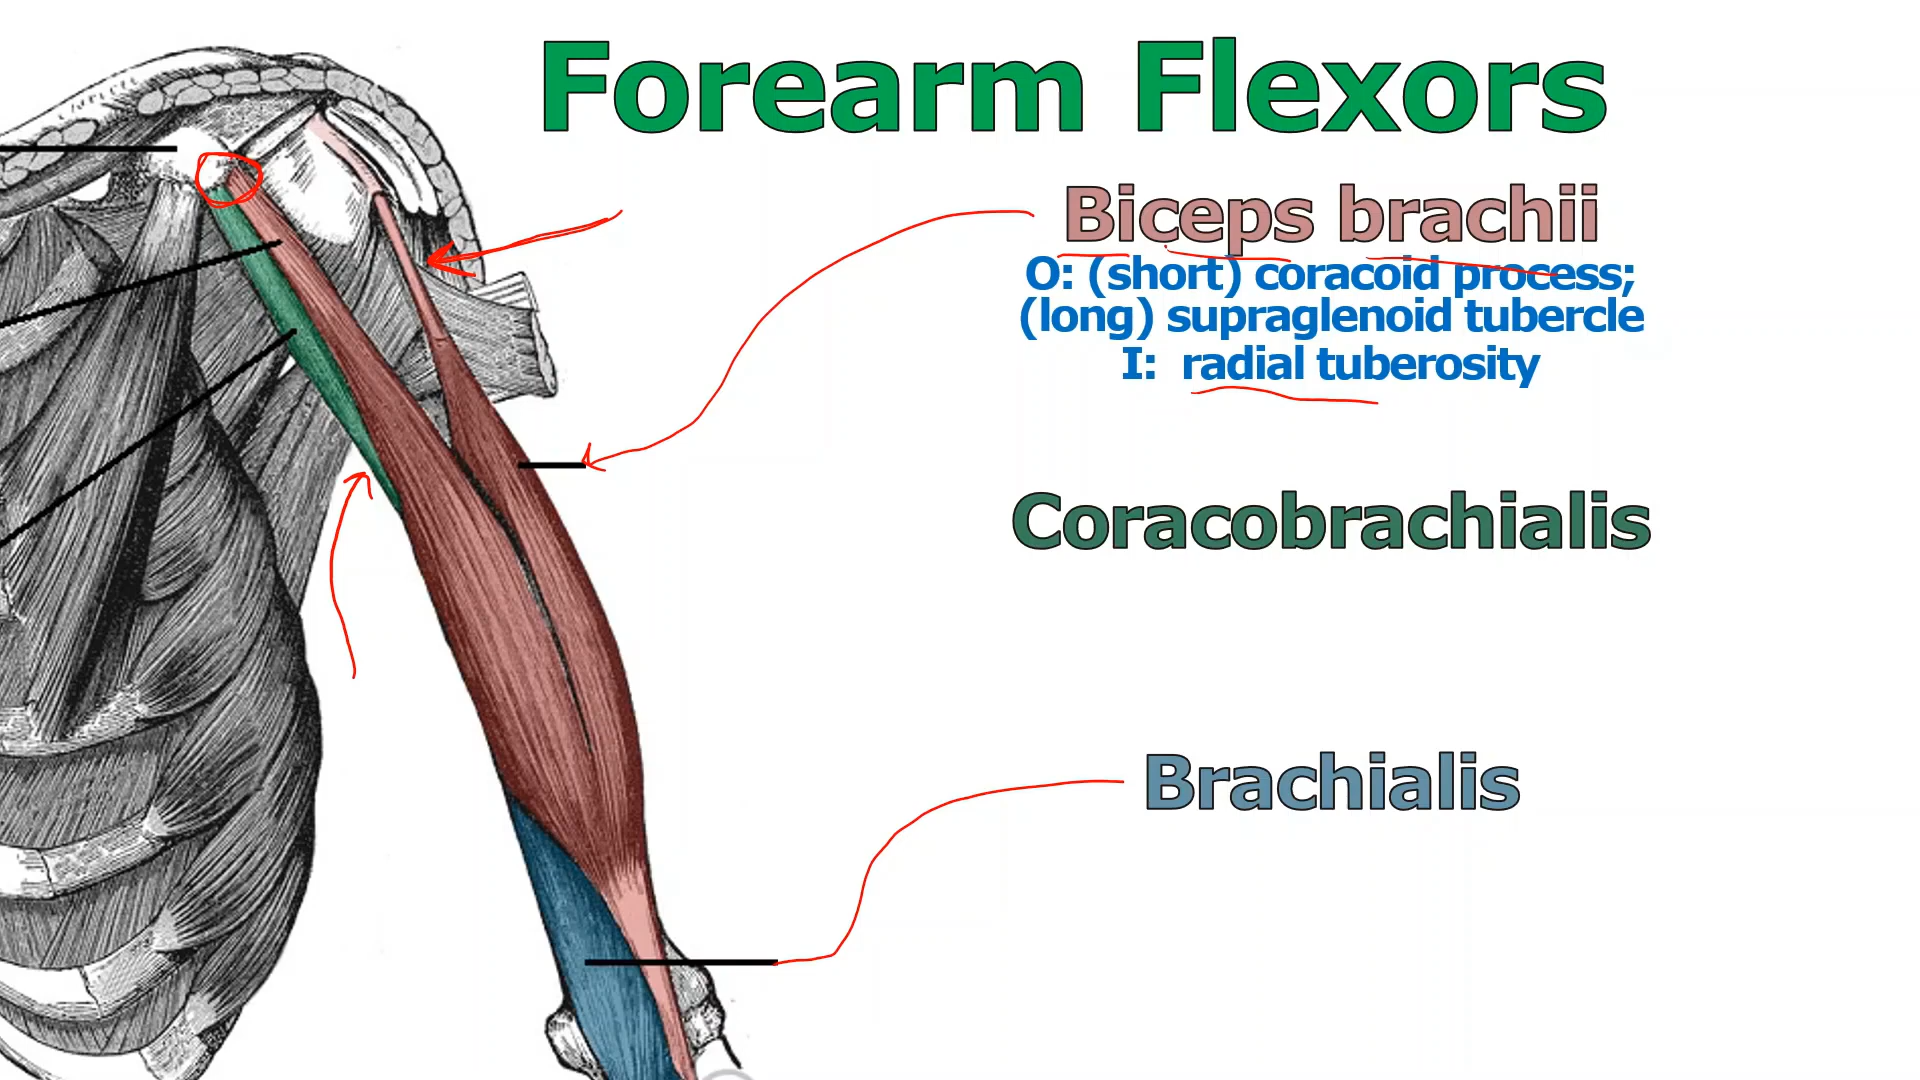 Forearm Flexors
Biceps brachii
O: (short) coracoid process;
(long) supraglenoid tubercle
I: radial tuberosity
Coracobrachialis
Brachialis